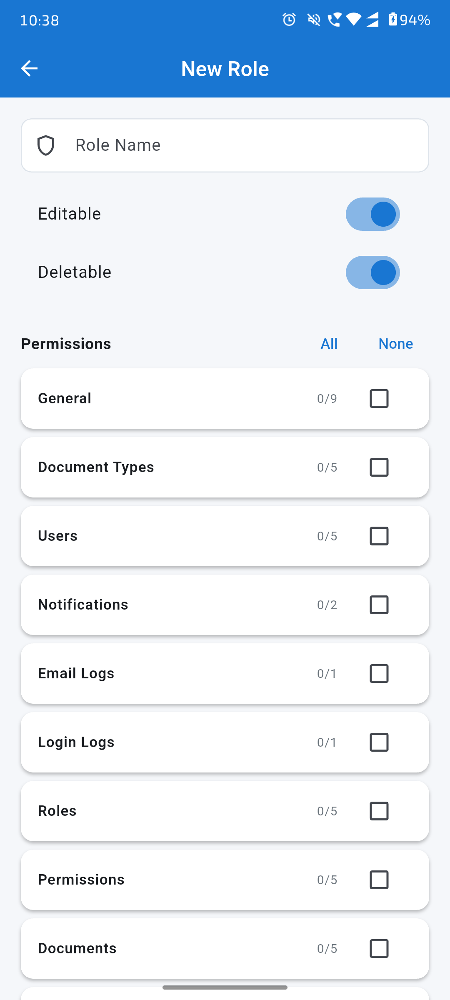 10:38
94%
New Role
Role Name
Editable
Deletable
Permissions All None
General 0/9
Document Types 0/5
Users 0/5
Notifications 0/2
Email Logs 0/1
Login Logs 0/1
Roles 0/5
Permissions 0/5
Documents 0/5